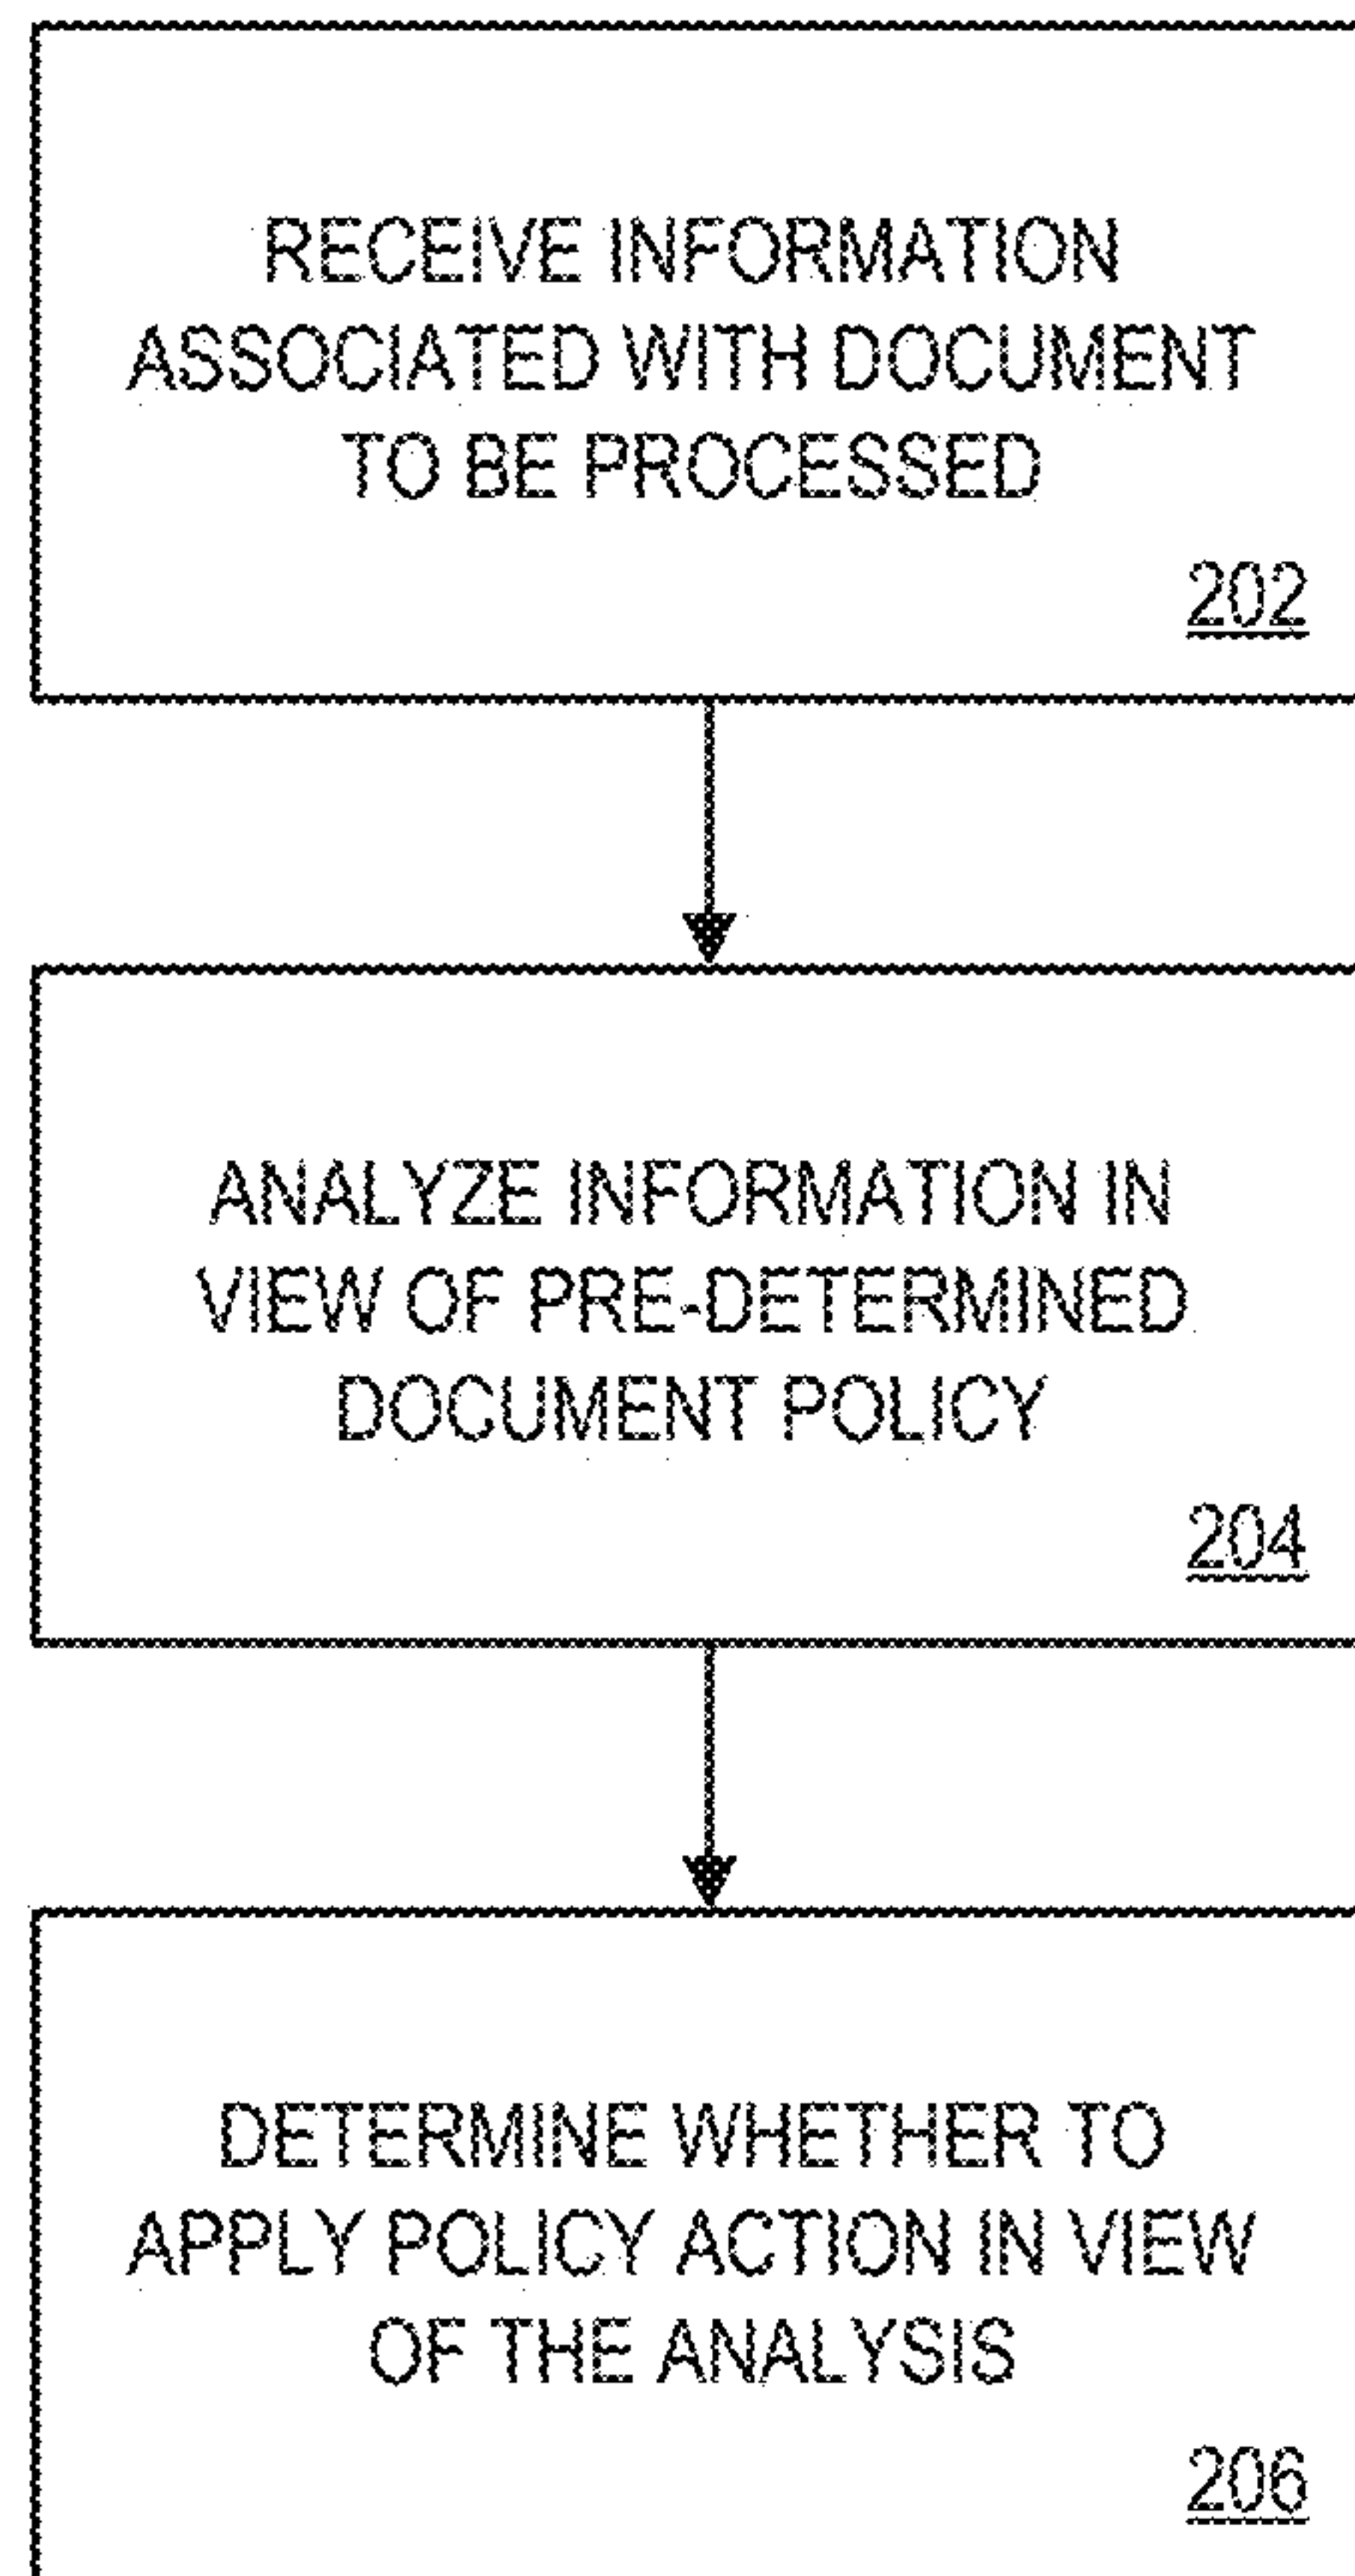 RECEIVE INFORMATION
ASSOCIATED WITH DOCUMENT
TO BE PROCESSED
202
ANALYZE INFORMATION IN
VIEW OF PRE-DETERMINED
DOCUMENT POLICY
204
DETERMINE WHETHER TO
APPLY POLICY ACTION IN VIEW
OF THE ANALYSIS
206